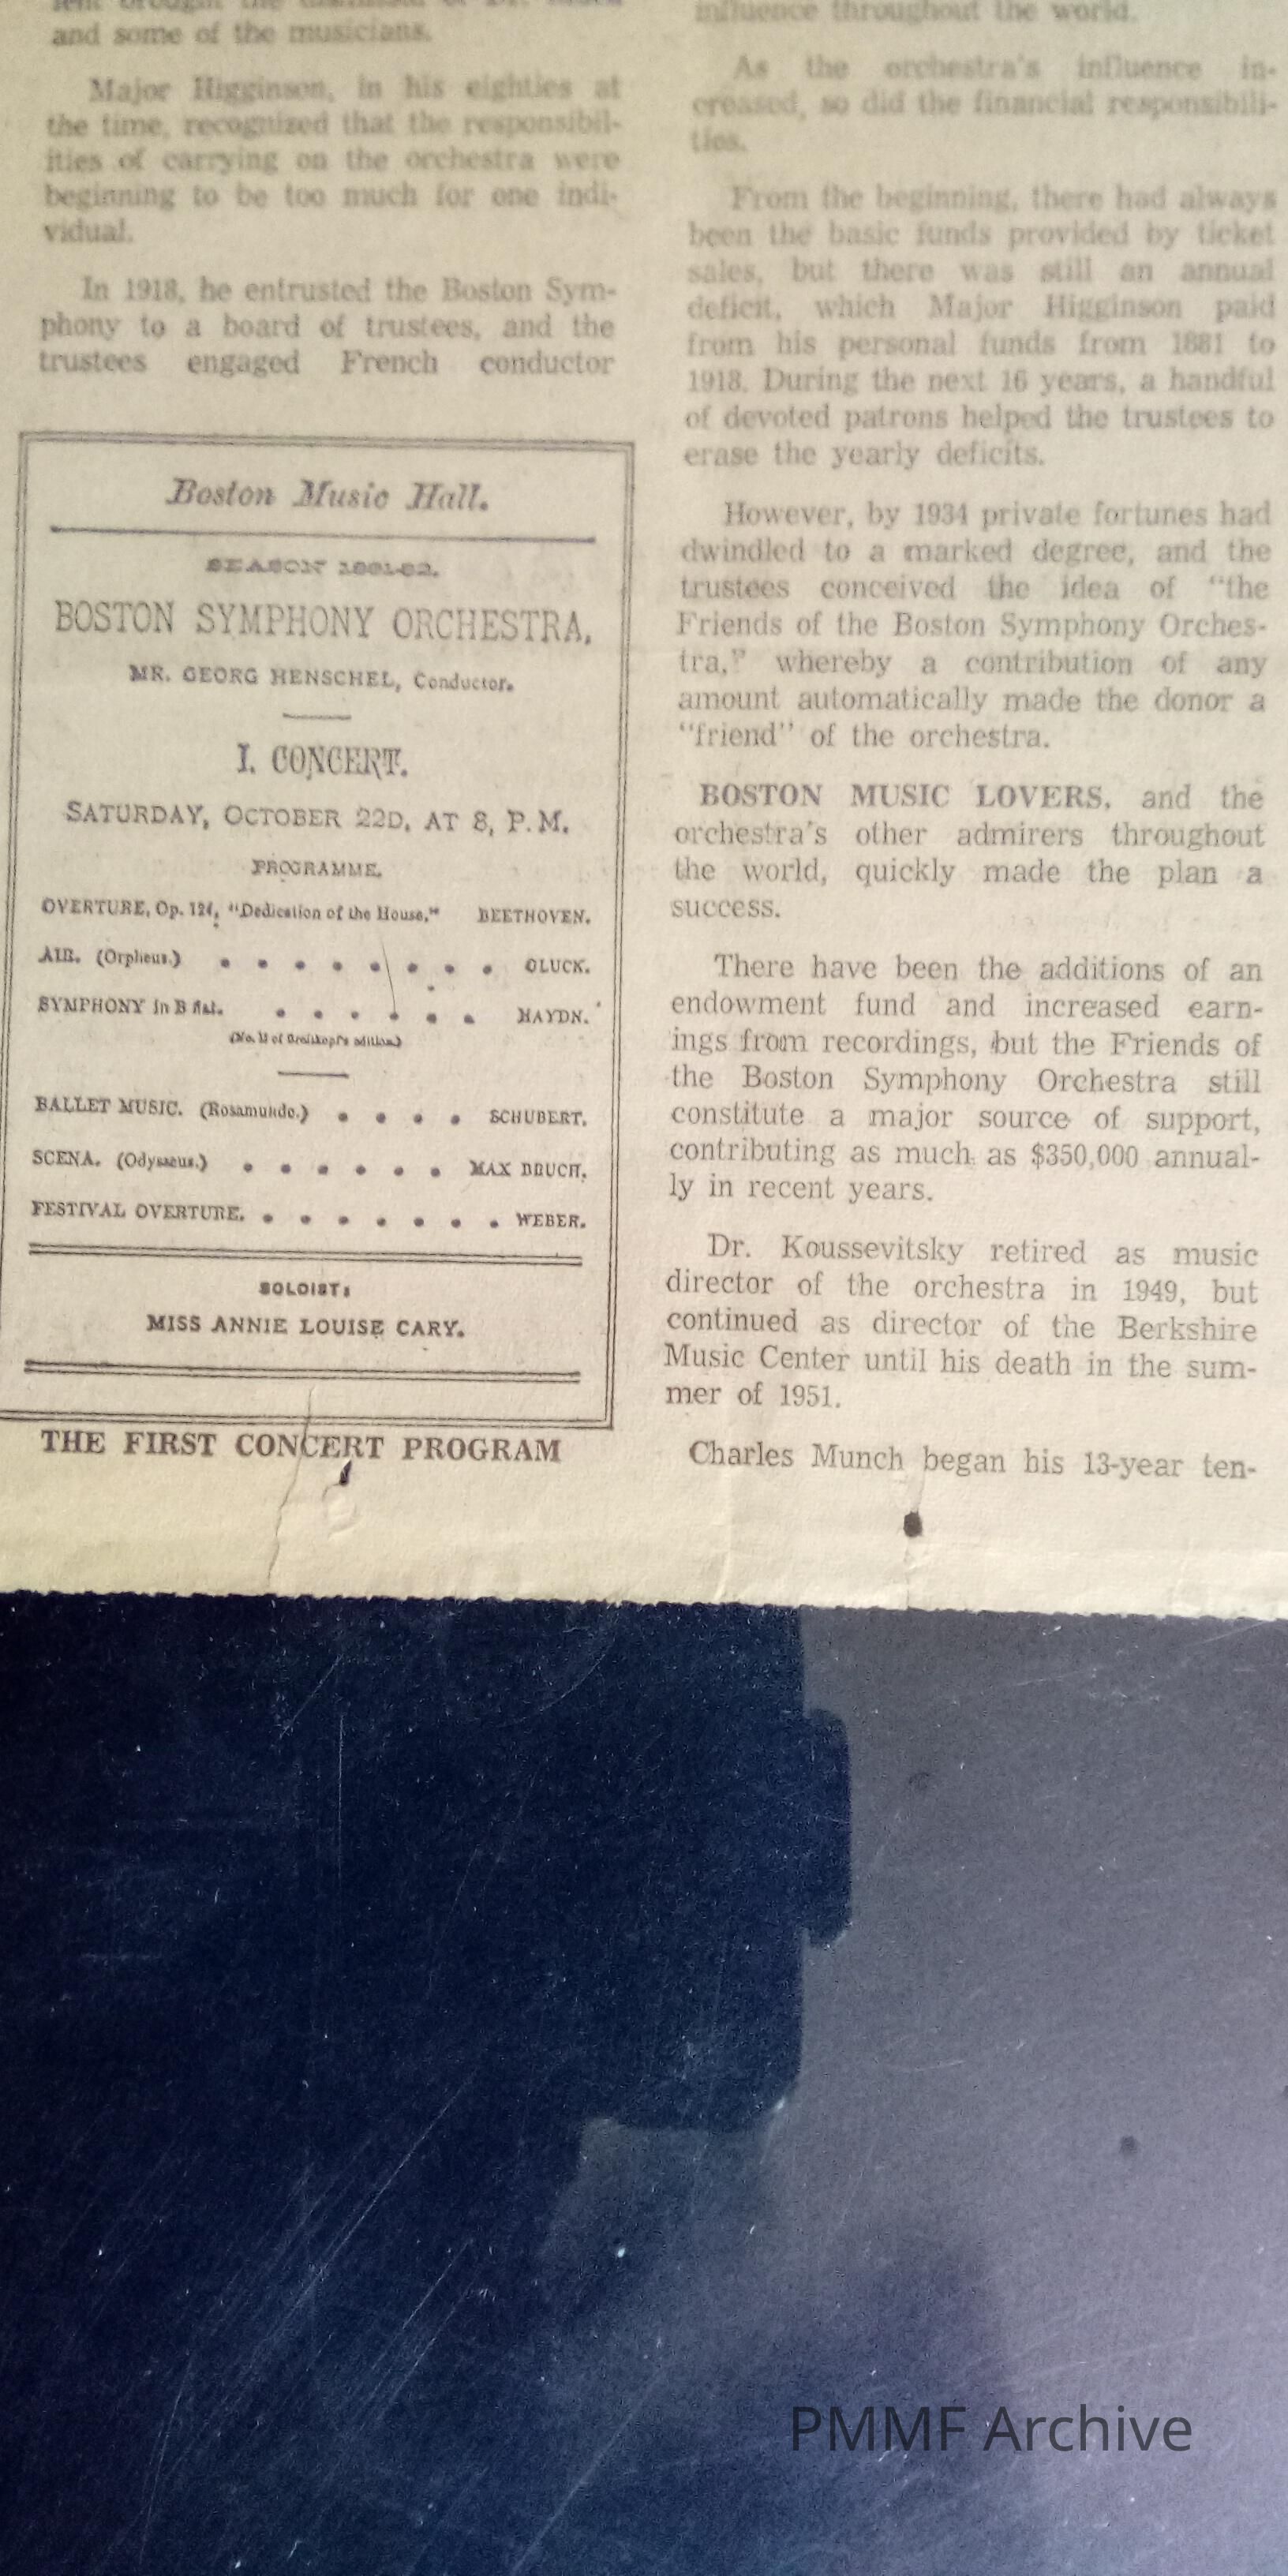 and some of the musicians.
Major Higginson, in his eighties at
the time, recognized that the responsibil-
ities of carrying on the orchestra were
beginning to be too much for one indi-
vidual.
In 1918, he entrusted the Boston Sym-
phony to a board of trustees, and the
trustees engaged French conductor
Boston Music Hall.
SEASON 1881-82.
BOSTON SYMPHONY ORCHESTRA,
MR. GEORG HENSCHEL, Conductor.
I. CONCERT.
SATURDAY, OCTOBER 22D, AT 8, P. M.
PROGRAMME.
OVERTURE, Op. 124, "Dedication of the House," BEETHOVEN.
AIR. (Orpheus.) . . . . . . . . GLUCK.
SYMPHONY in B flat. . . . . . . HAYDN.
(No. 12 of Breitkopf's edition.)
BALLET MUSIC. (Rosamunde.) . . . . SCHUBERT.
SCENA. (Odysseus.) . . . . . . MAX BRUCH.
FESTIVAL OVERTURE. . . . . . . . WEBER.
SOLOIST:
MISS ANNIE LOUISE CARY.
THE FIRST CONCERT PROGRAM
influence throughout the world.
As the orchestra's influence in-
creased, so did the financial responsibili-
ties.
From the beginning, there had always
been the basic funds provided by ticket
sales, but there was still an annual
deficit, which Major Higginson paid
from his personal funds from 1881 to
1918. During the next 16 years, a handful
of devoted patrons helped the trustees to
erase the yearly deficits.
However, by 1934 private fortunes had
dwindled to a marked degree, and the
trustees conceived the idea of "the
Friends of the Boston Symphony Orches-
tra," whereby a contribution of any
amount automatically made the donor a
"friend" of the orchestra.
BOSTON MUSIC LOVERS, and the
orchestra's other admirers throughout
the world, quickly made the plan a
success.
There have been the additions of an
endowment fund and increased earn-
ings from recordings, but the Friends of
the Boston Symphony Orchestra still
constitute a major source of support,
contributing as much as $350,000 annual-
ly in recent years.
Dr. Koussevitsky retired as music
director of the orchestra in 1949, but
continued as director of the Berkshire
Music Center until his death in the sum-
mer of 1951.
Charles Munch began his 13-year ten-
PMMF Archive